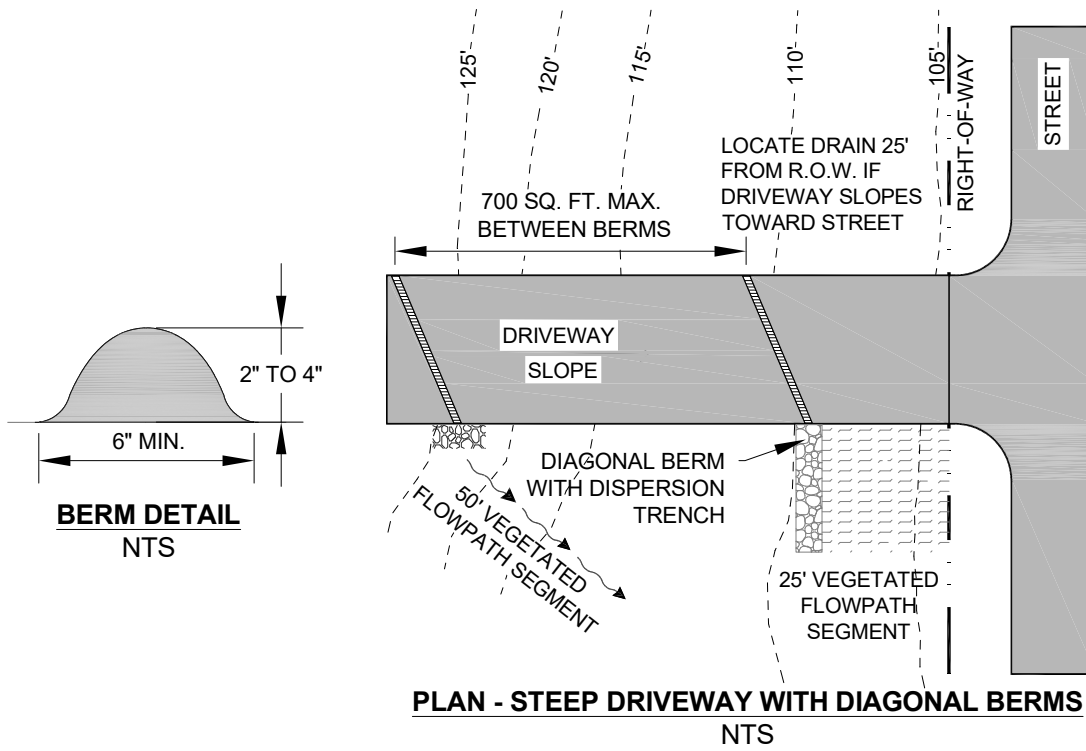 125'
120'
115'
110'
105'
RIGHT-OF-WAY
STREET
LOCATE DRAIN 25'
FROM R.O.W. IF
DRIVEWAY SLOPES
TOWARD STREET
700 SQ. FT. MAX.
BETWEEN BERMS
DRIVEWAY
SLOPE
2" TO 4"
6" MIN.
BERM DETAIL
NTS
DIAGONAL BERM
WITH DISPERSION
TRENCH
50' VEGETATED
FLOWPATH SEGMENT
25' VEGETATED
FLOWPATH
SEGMENT
PLAN - STEEP DRIVEWAY WITH DIAGONAL BERMS
NTS